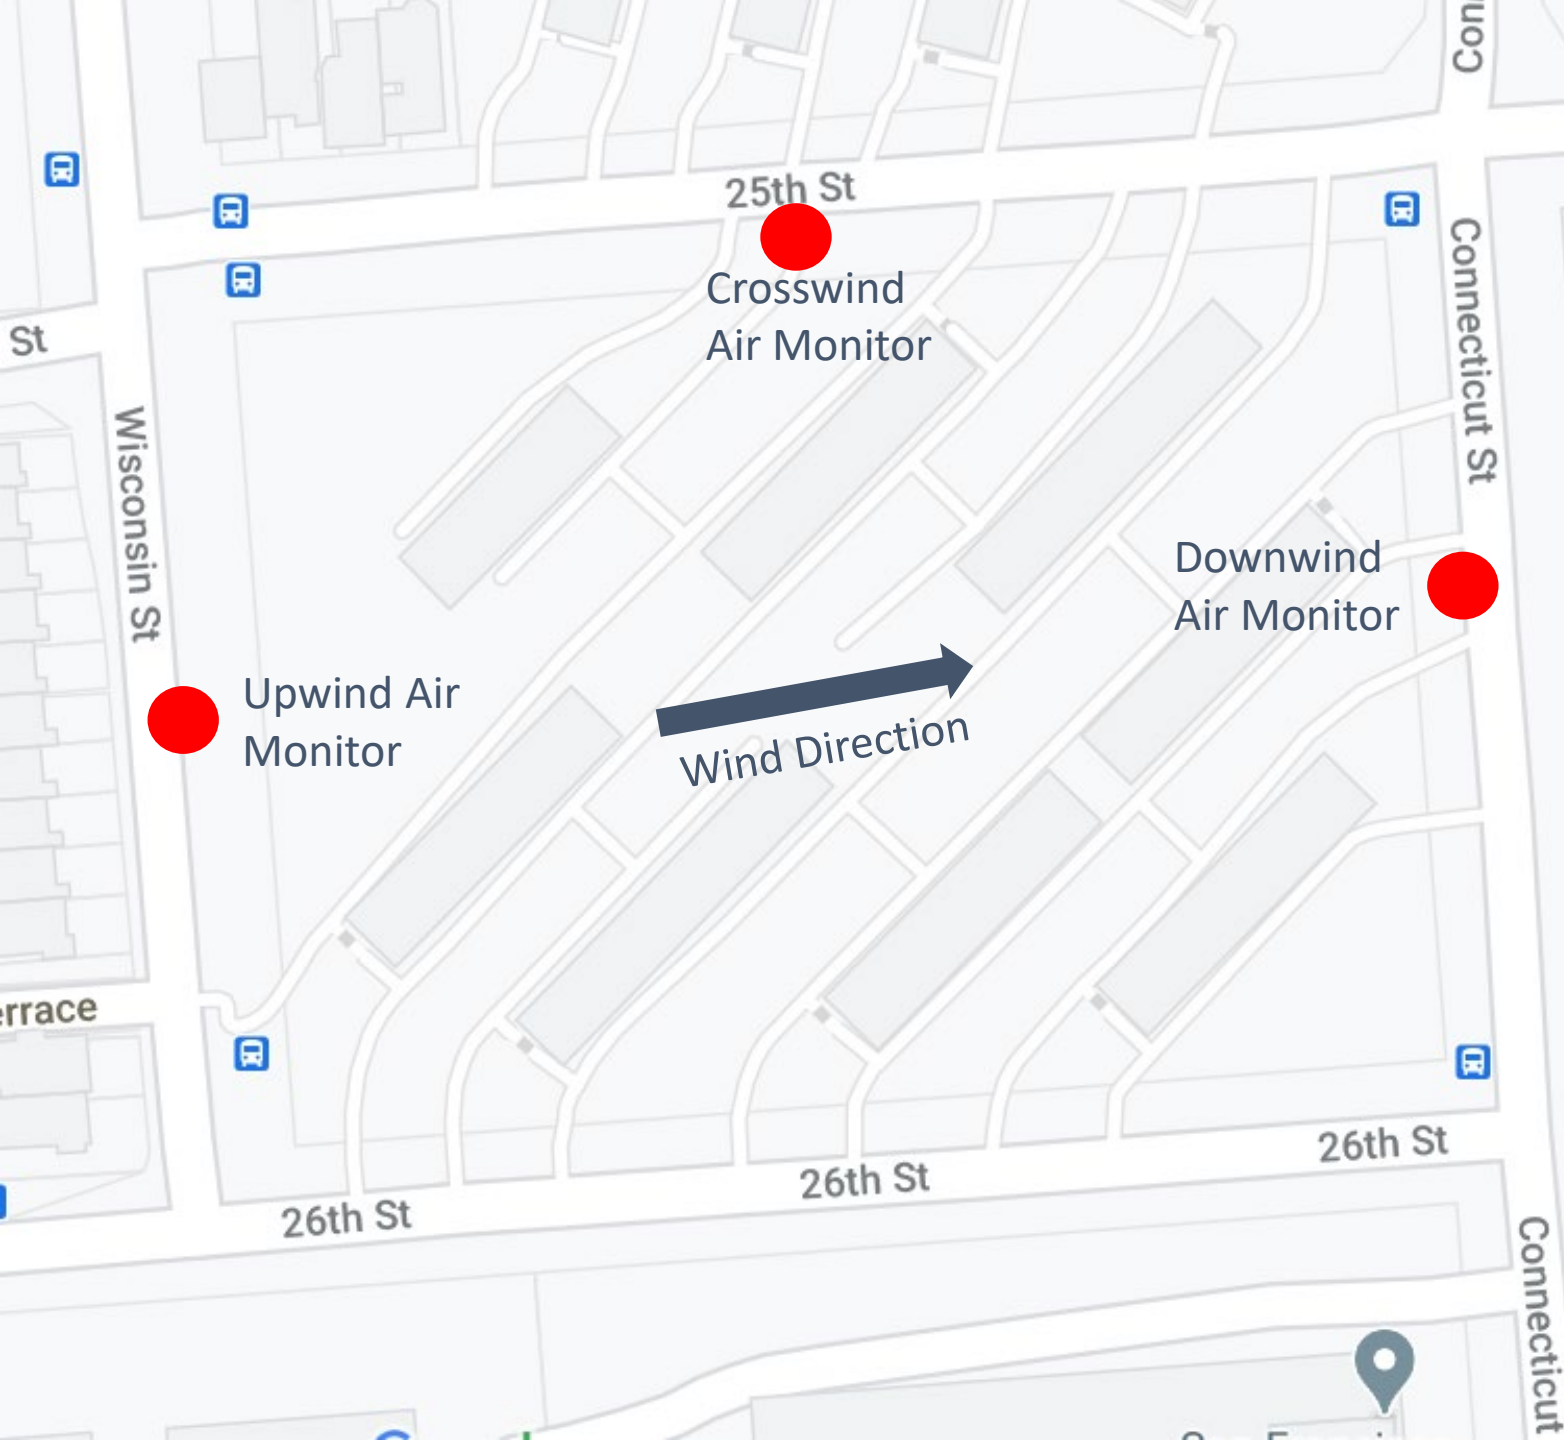 Conn
25th St
Crosswind
Air Monitor
St
Connecticut St
Wisconsin St
Downwind
Air Monitor
Upwind Air
Monitor
Wind Direction
errace
26th St
26th St
26th St
Connecticut